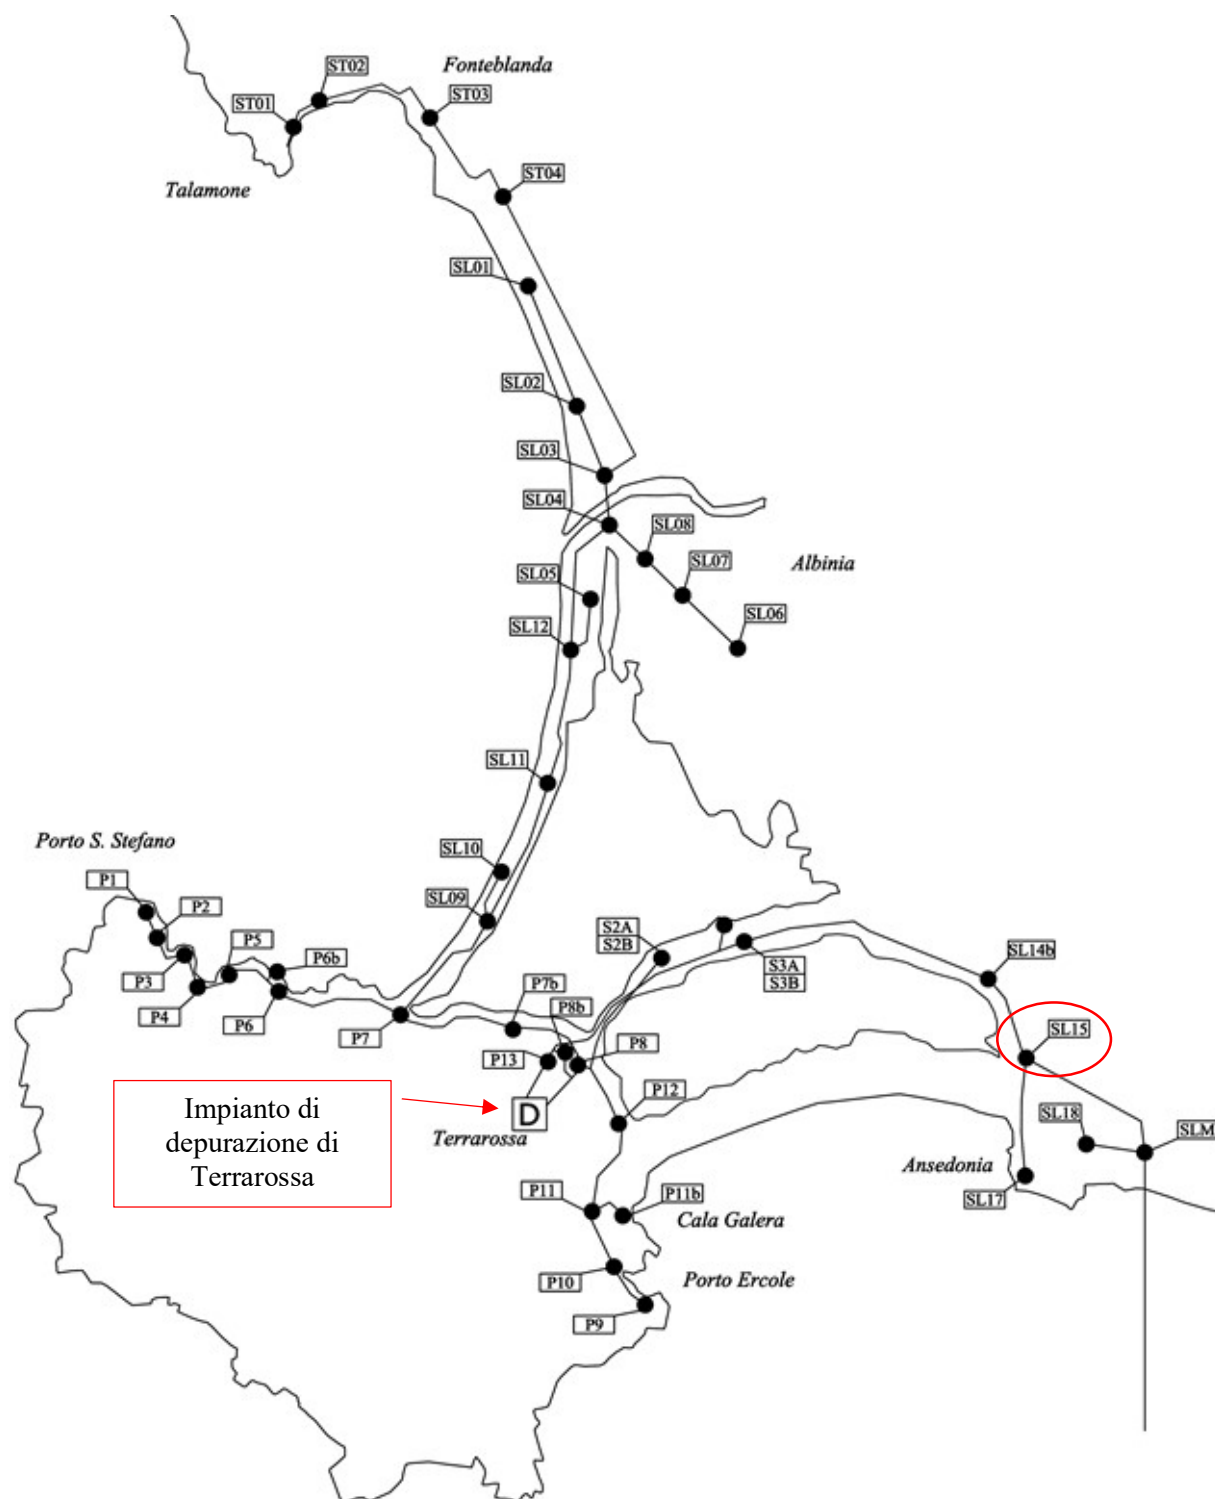 ST02
Fonteblanda
ST01
ST03
Talamone
ST04
SL01
SL02
SL03
SL04
SL08
SL07
Albinia
SL05
SL12
SL06
SL11
Porto S. Stefano
SL10
P1
P2
SL09
P5
S2A
S2B
P3
P6b
S3A
S3B
SL14b
P4
P6
P7
P7b
P8b
SL15
P13
P8
P12
Impianto di
depurazione di
Terrarossa
D
Terrarossa
SL18
SLM
Ansedonia
SL17
P11
P11b
Cala Galera
P10
Porto Ercole
P9